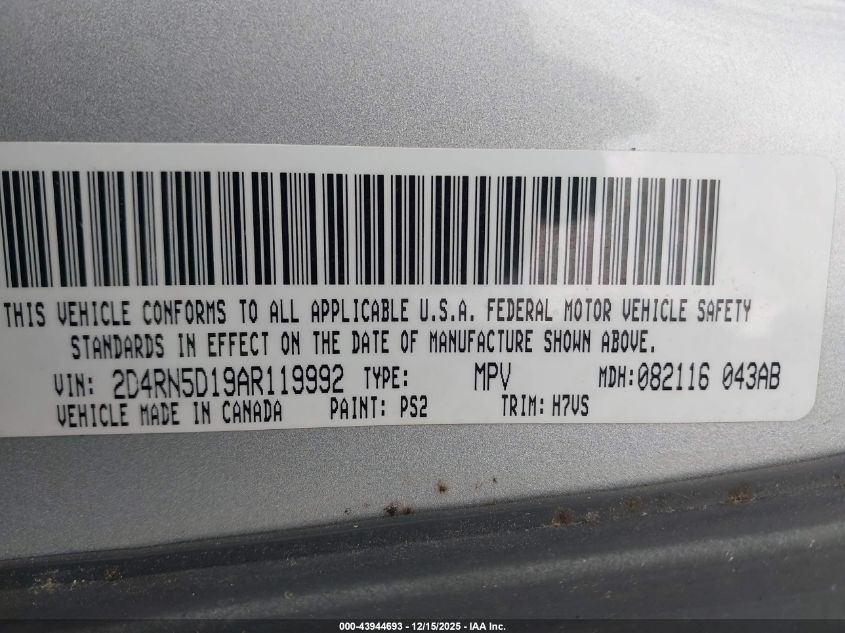 THIS VEHICLE CONFORMS TO ALL APPLICABLE U.S.A. FEDERAL MOTOR VEHICLE SAFETY
STANDARDS IN EFFECT ON THE DATE OF MANUFACTURE SHOWN ABOVE.
VIN: 2D4RN5D19AR119992 TYPE: MPV MDH:082116 043AB
VEHICLE MADE IN CANADA PAINT: PS2 TRIM: H7VS
000-43944693 - 12/15/2025 - IAA Inc.